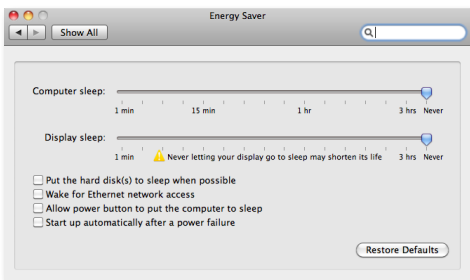 Energy Saver
Show All
Computer sleep:
1 min 15 min 1 hr 3 hrs Never
Display sleep:
1 min Never letting your display go to sleep may shorten its life 3 hrs Never
Put the hard disk(s) to sleep when possible
Wake for Ethernet network access
Allow power button to put the computer to sleep
Start up automatically after a power failure
Restore Defaults